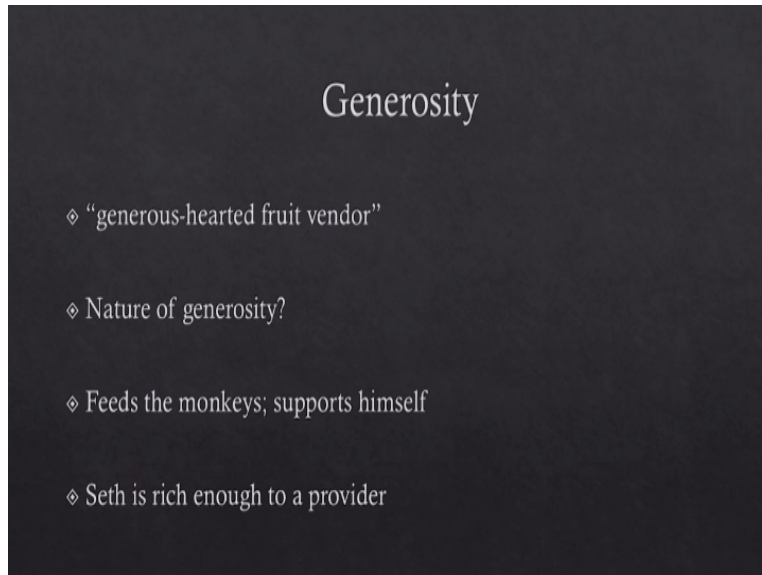 Generosity
“generous-hearted fruit vendor”
Nature of generosity?
Feeds the monkeys; supports himself
Seth is rich enough to a provider